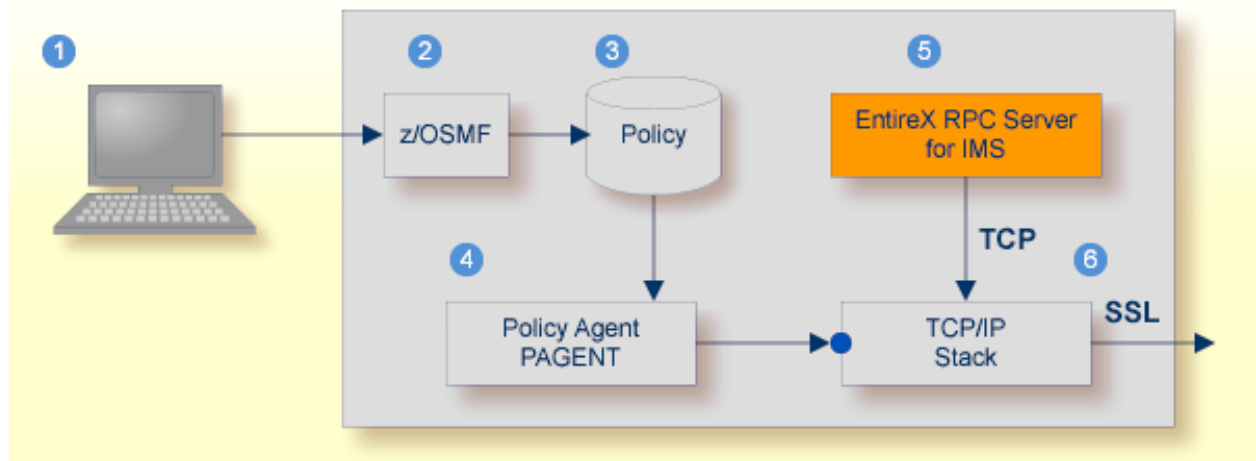 1
2
3
5
z/OSMF
Policy
EntireX RPC Server
for IMS
TCP
4
6
Policy Agent
PAGENT
TCP/IP
Stack
SSL